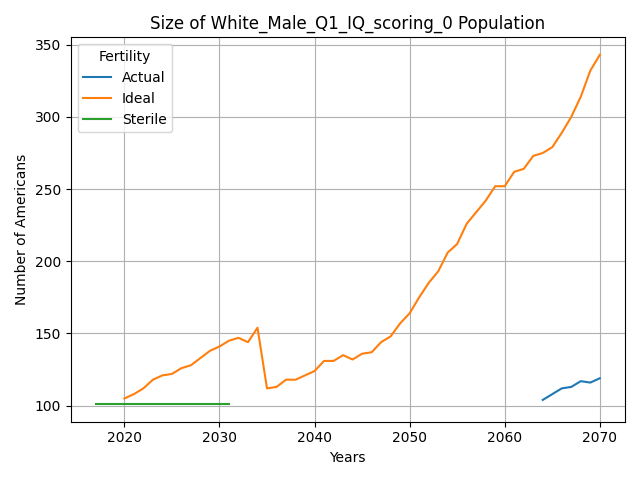 Size of White_Male_Q1_IQ_scoring_0 Population
Number of Americans
350
300
250
200
150
100
Fertility
Actual
Ideal
Sterile
2020 2030 2040 2050 2060 2070
Years